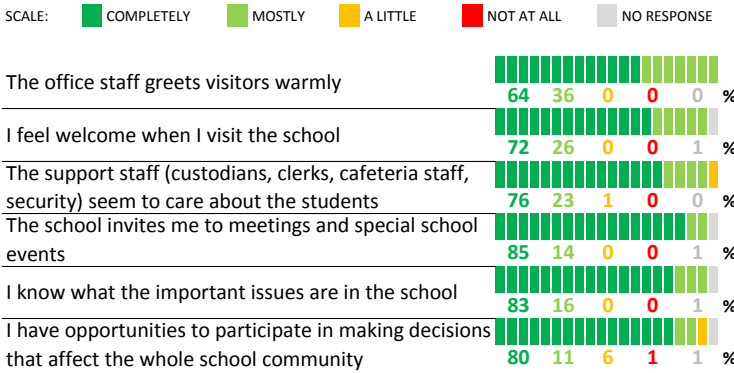 SCALE: COMPLETELY MOSTLY A LITTLE NOT AT ALL NO RESPONSE
The office staff greets visitors warmly
64 36 0 0 0 %
I feel welcome when I visit the school
72 26 0 0 1 %
The support staff (custodians, clerks, cafeteria staff,
security) seem to care about the students
76 23 1 0 0 %
The school invites me to meetings and special school
events
85 14 0 0 1 %
I know what the important issues are in the school
83 16 0 0 1 %
I have opportunities to participate in making decisions
that affect the whole school community
80 11 6 1 1 %